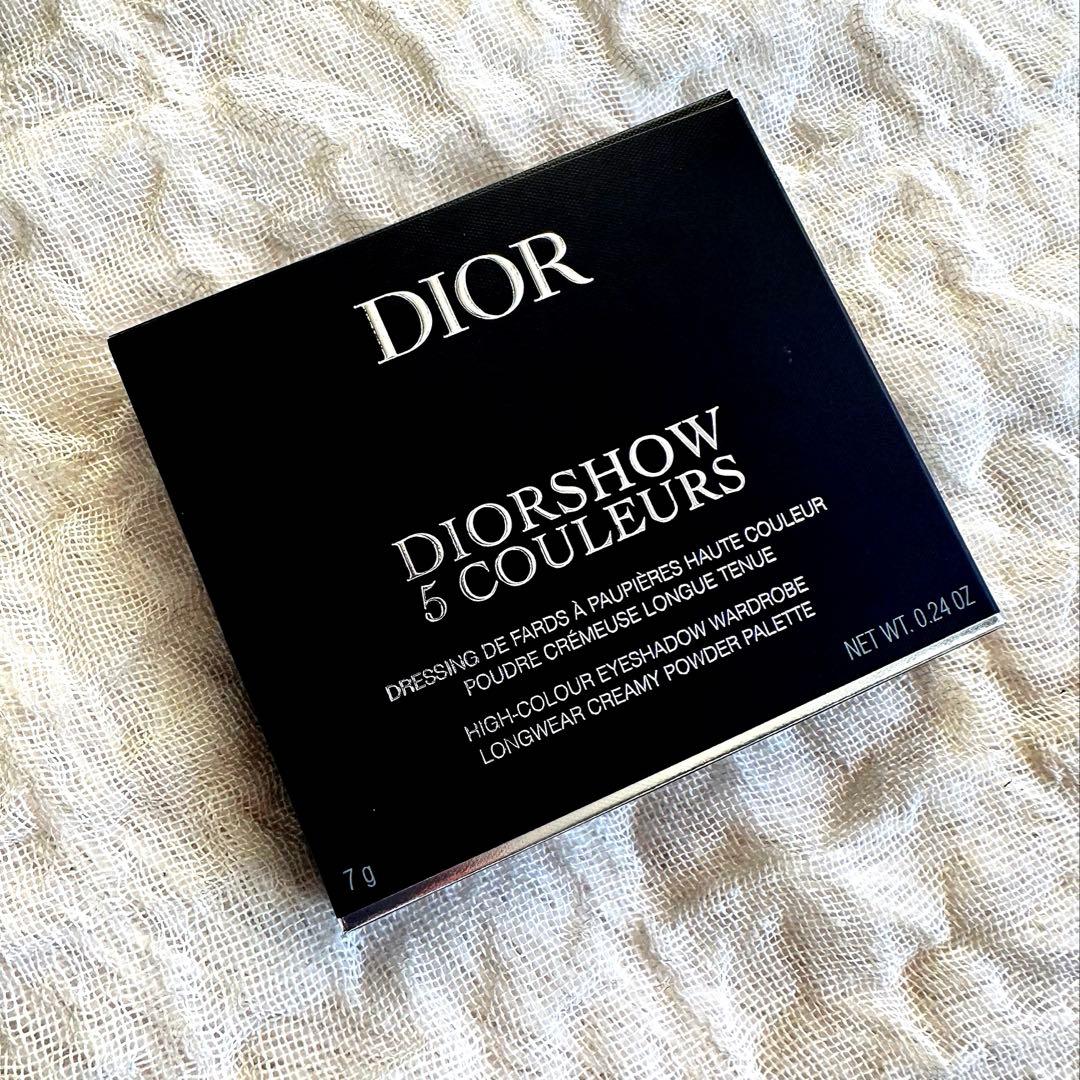 DIOR
DIORSHOW
5 COULEURS
DRESSING DE FARDS À PAUPIÈRES HAUTE COULEUR
POUDRE CRÉMEUSE LONGUE TENUE
HIGH-COLOUR EYESHADOW WARDROBE
LONGWEAR CREAMY POWDER PALETTE
7 g
NET WT. 0.24 OZ